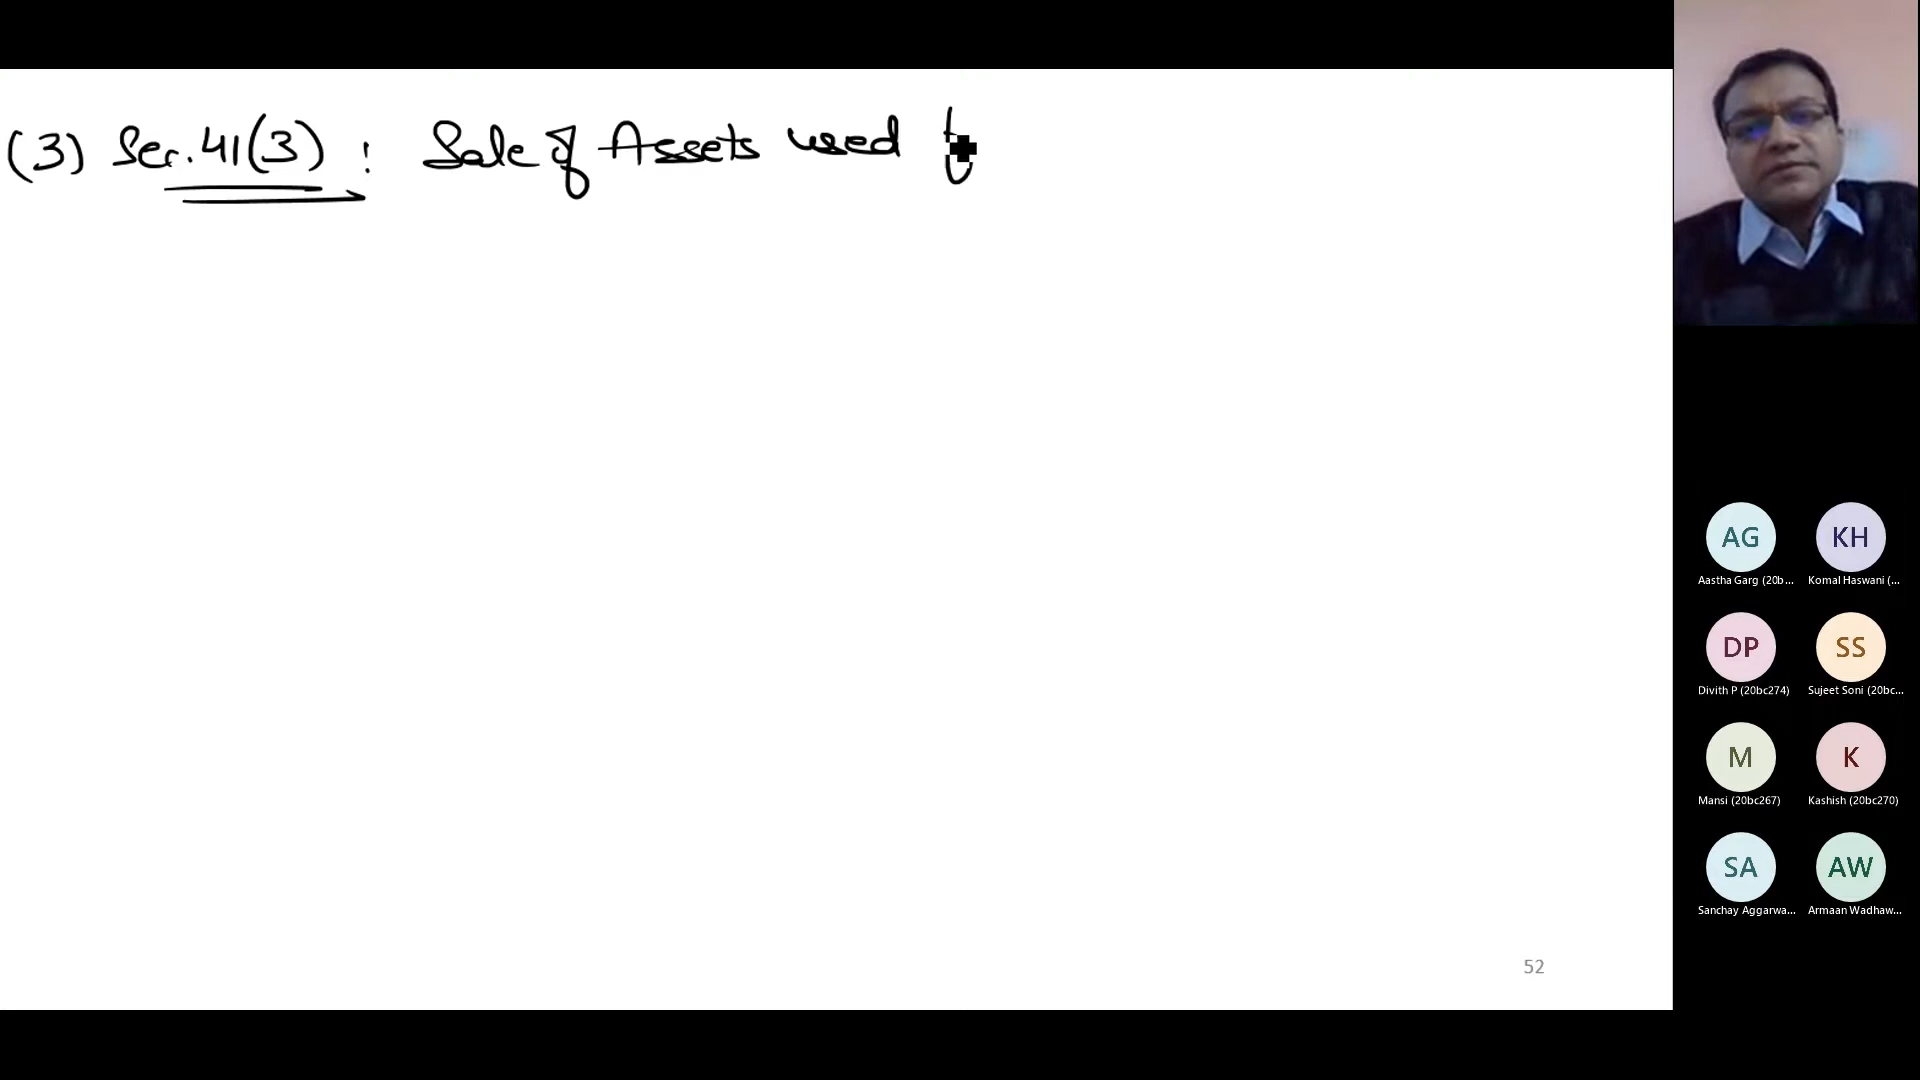 (3) Sec. 41(3) : Sale of Assets used
52
AG
KH
Aastha Garg (20b...
Komal Haswani (...
DP
SS
Divith P (20bc274)
Sujeet Soni (20bc...
M
K
Mansi (20bc267)
Kashish (20bc270)
SA
AW
Sanchay Aggarwa...
Armaan Wadhaw...